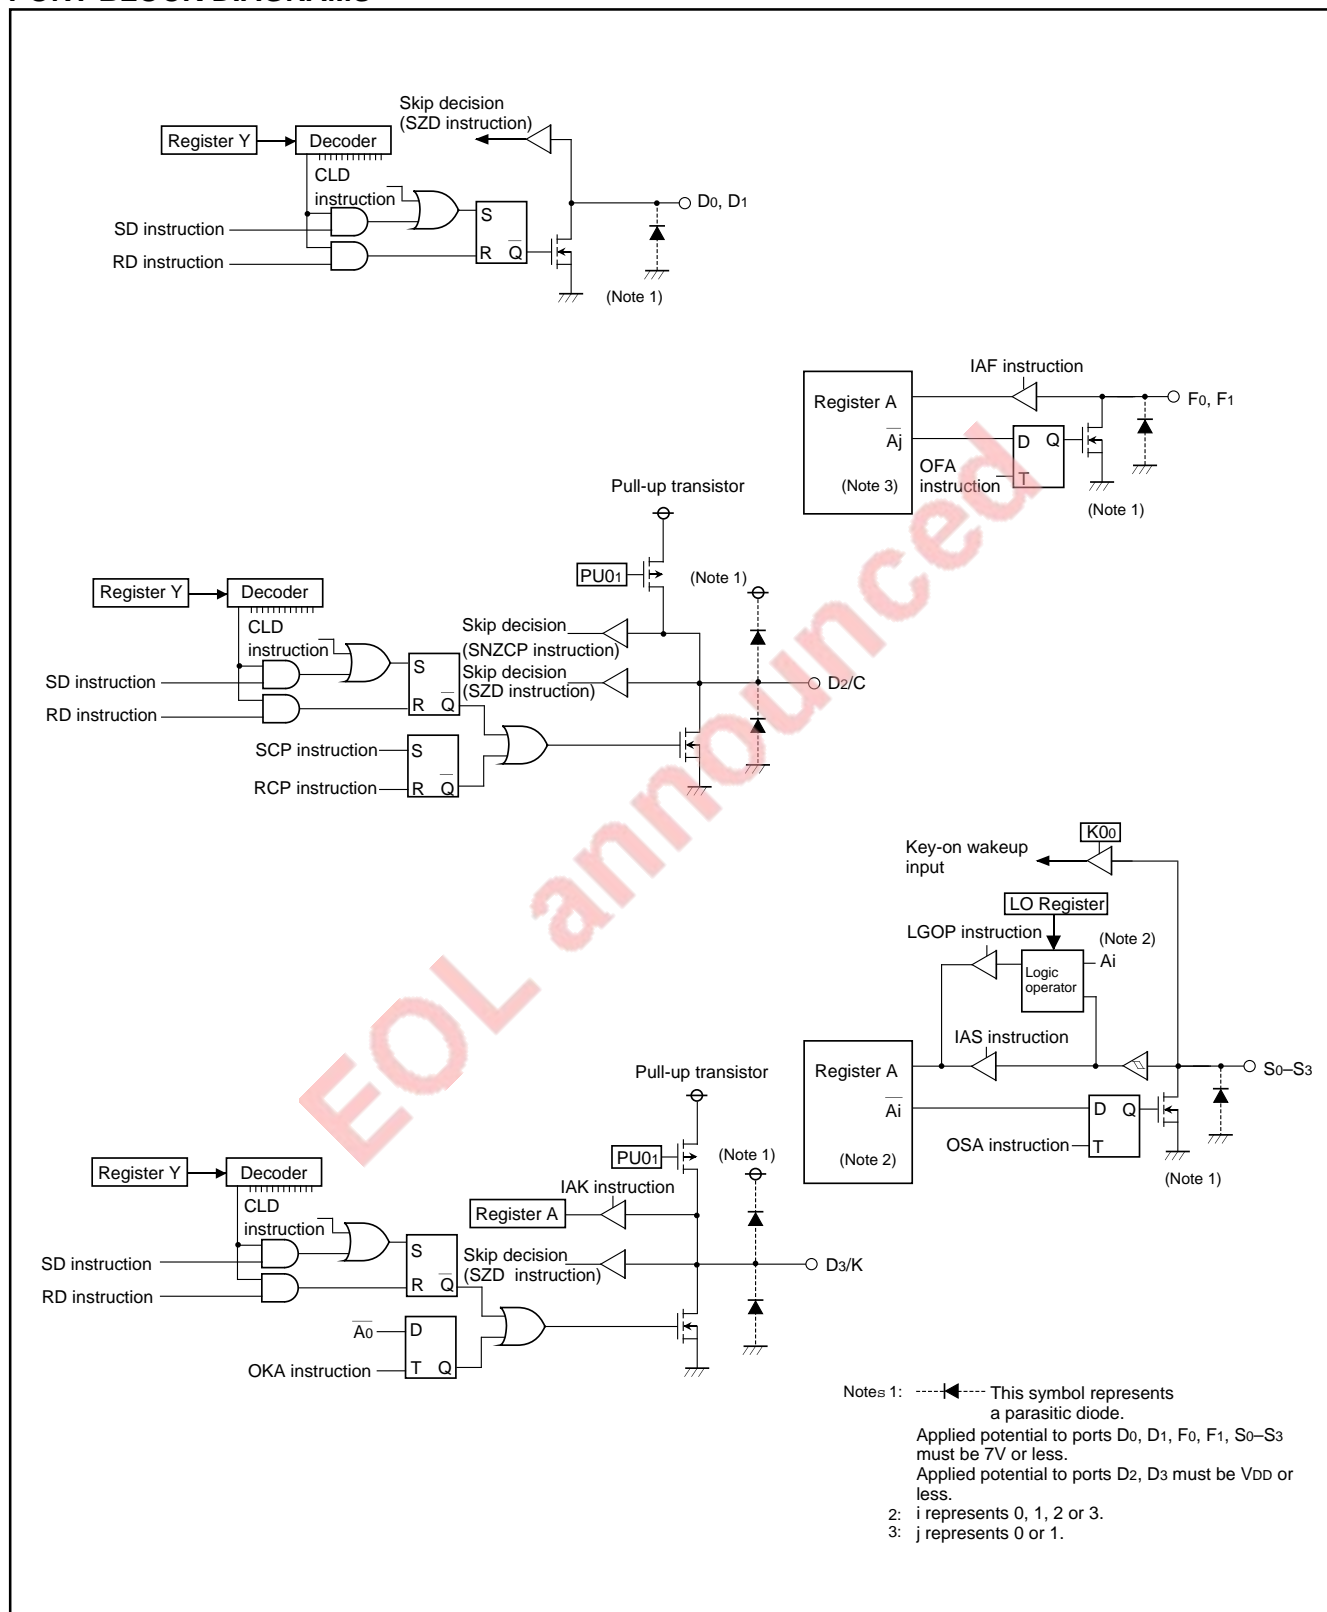 PORT BLOCK DIAGRAMS
Skip decision
(SZD instruction)
Register Y
Decoder
CLD
instruction
SD instruction
RD instruction
S
R
Q
D0, D1
(Note 1)
IAF instruction
Register A
F0, F1
Aj
D
Q
OFA
instruction
T
(Note 3)
(Note 1)
Pull-up transistor
PU01
(Note 1)
Register Y
Decoder
CLD
instruction
Skip decision
(SNZCP instruction)
Skip decision
(SZD instruction)
SD instruction
RD instruction
S
R
Q
D2/C
SCP instruction
RCP instruction
S
R
Q
K00
Key-on wakeup
input
LO Register
LGOP instruction
(Note 2)
Ai
Logic
operator
IAS instruction
Register A
S0–S3
Ai
D
Q
OSA instruction
T
(Note 2)
(Note 1)
Pull-up transistor
PU01
(Note 1)
Register Y
Decoder
CLD
instruction
IAK instruction
Register A
Skip decision
(SZD instruction)
SD instruction
RD instruction
S
R
Q
D3/K
A0
D
OKA instruction
T
Q
EOL announced
Notes 1: This symbol represents
a parasitic diode.
Applied potential to ports D0, D1, F0, F1, S0–S3
must be 7V or less.
Applied potential to ports D2, D3 must be VDD or
less.
2: i represents 0, 1, 2 or 3.
3: j represents 0 or 1.